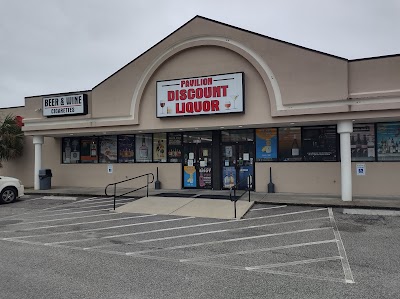 BEER & WINE
CIGARETTES
PAVILION
DISCOUNT
LIQUOR